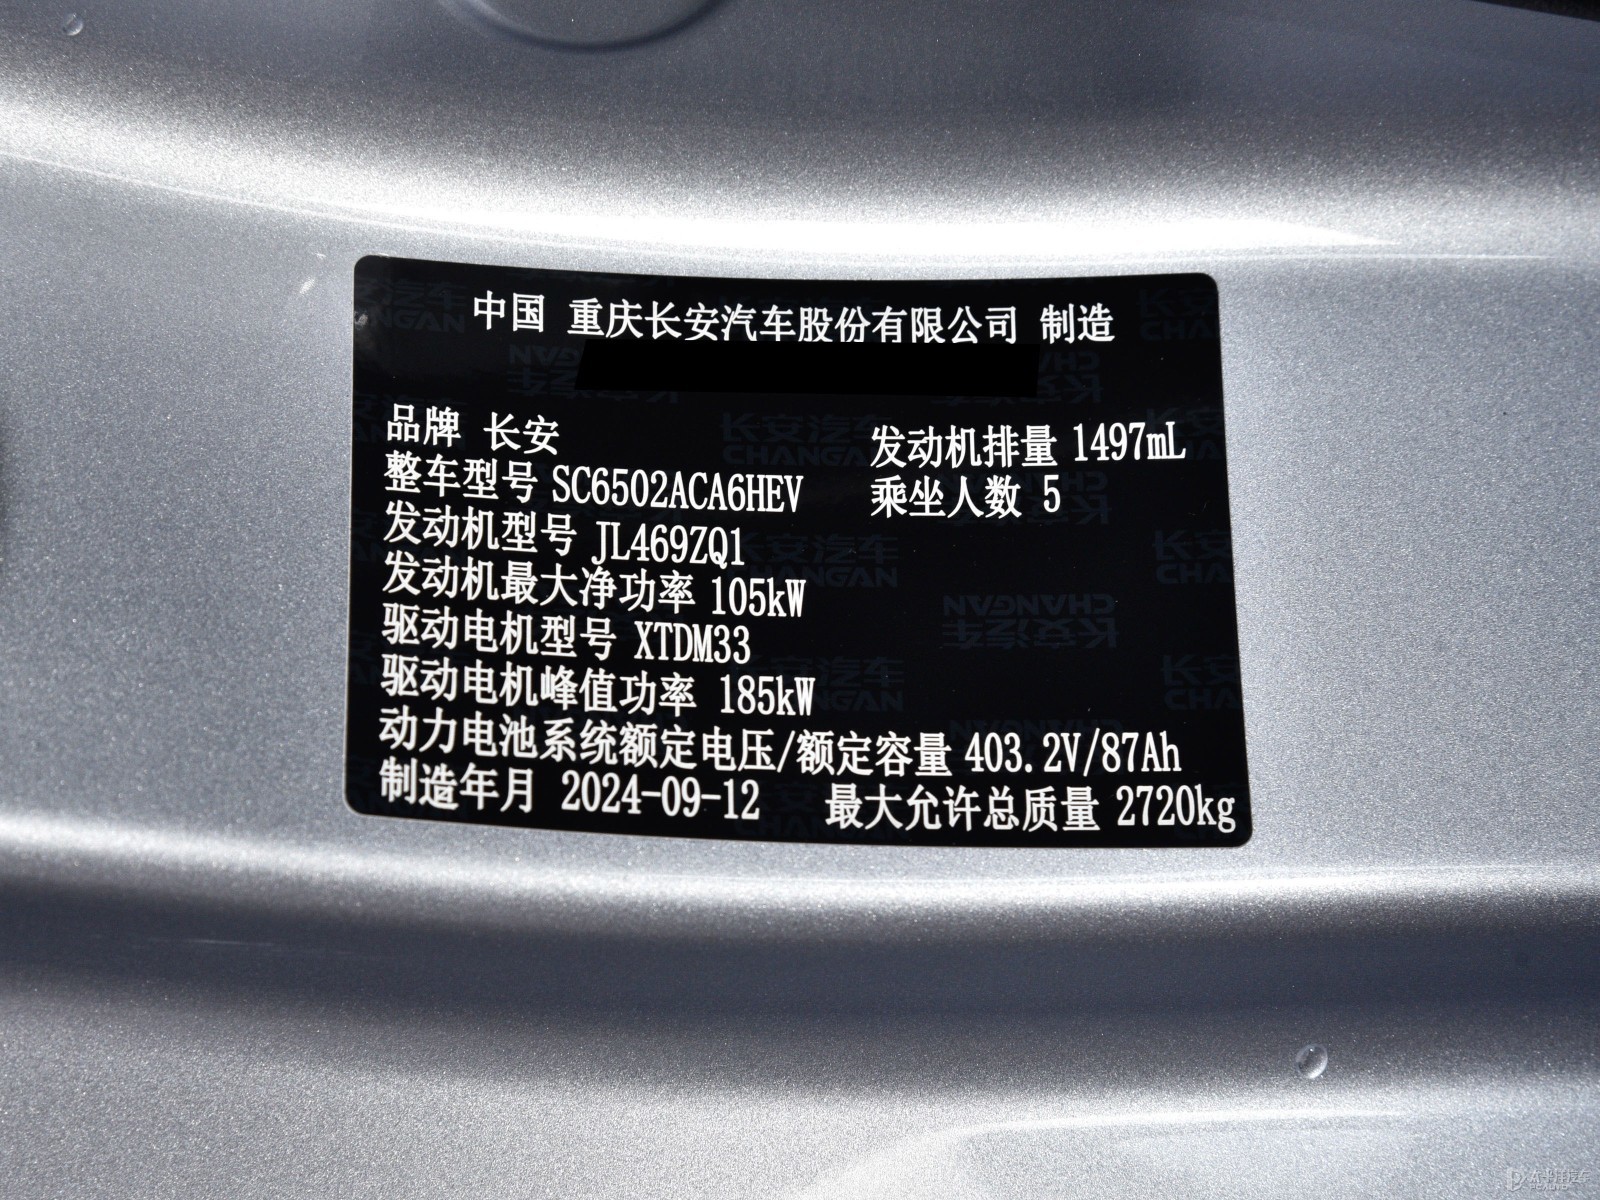 中国 重庆长安汽车股份有限公司 制造
品牌 长安
发动机排量 1497mL
整车型号 SC6502ACA6HEV
乘坐人数 5
发动机型号 JL469ZQ1
发动机最大净功率 105kW
驱动电机型号 XTDM33
驱动电机峰值功率 185kW
动力电池系统额定电压/额定容量 403.2V/87Ah
制造年月 2024-09-12 最大允许总质量 2720kg
长安汽车
CHANGAN